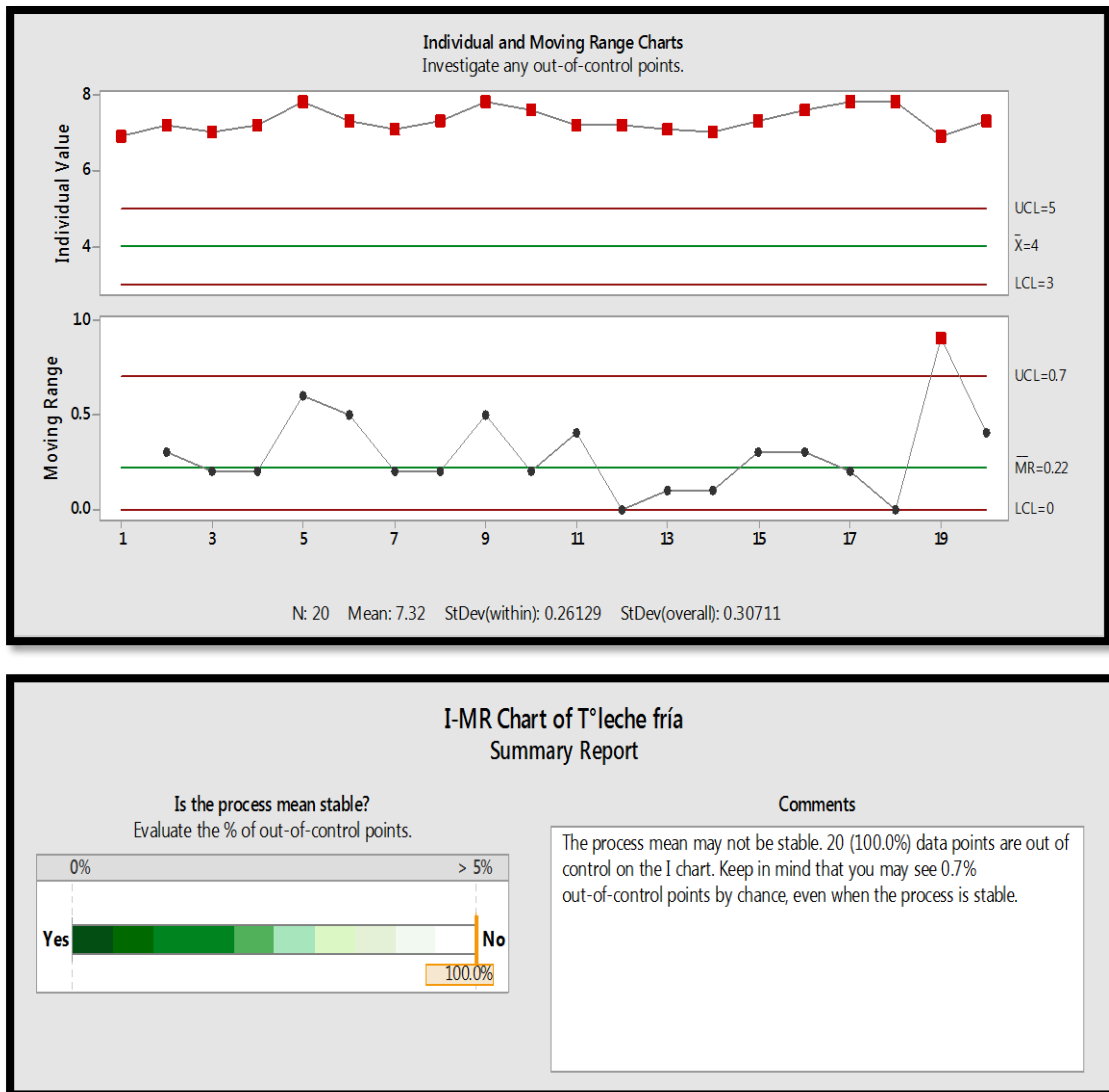 Individual and Moving Range Charts
Investigate any out-of-control points.
8
6
4
Individual Value
UCL=5
X̄=4
LCL=3
1.0
0.5
0.0
Moving Range
UCL=0.7
M̅R̅=0.22
LCL=0
1 3 5 7 9 11 13 15 17 19
N: 20 Mean: 7.32 StDev(within): 0.26129 StDev(overall): 0.30711
I-MR Chart of T°leche fría
Summary Report
Is the process mean stable?
Evaluate the % of out-of-control points.
0% > 5%
Yes No
100.0%
Comments
The process mean may not be stable. 20 (100.0%) data points are out of
control on the I chart. Keep in mind that you may see 0.7%
out-of-control points by chance, even when the process is stable.